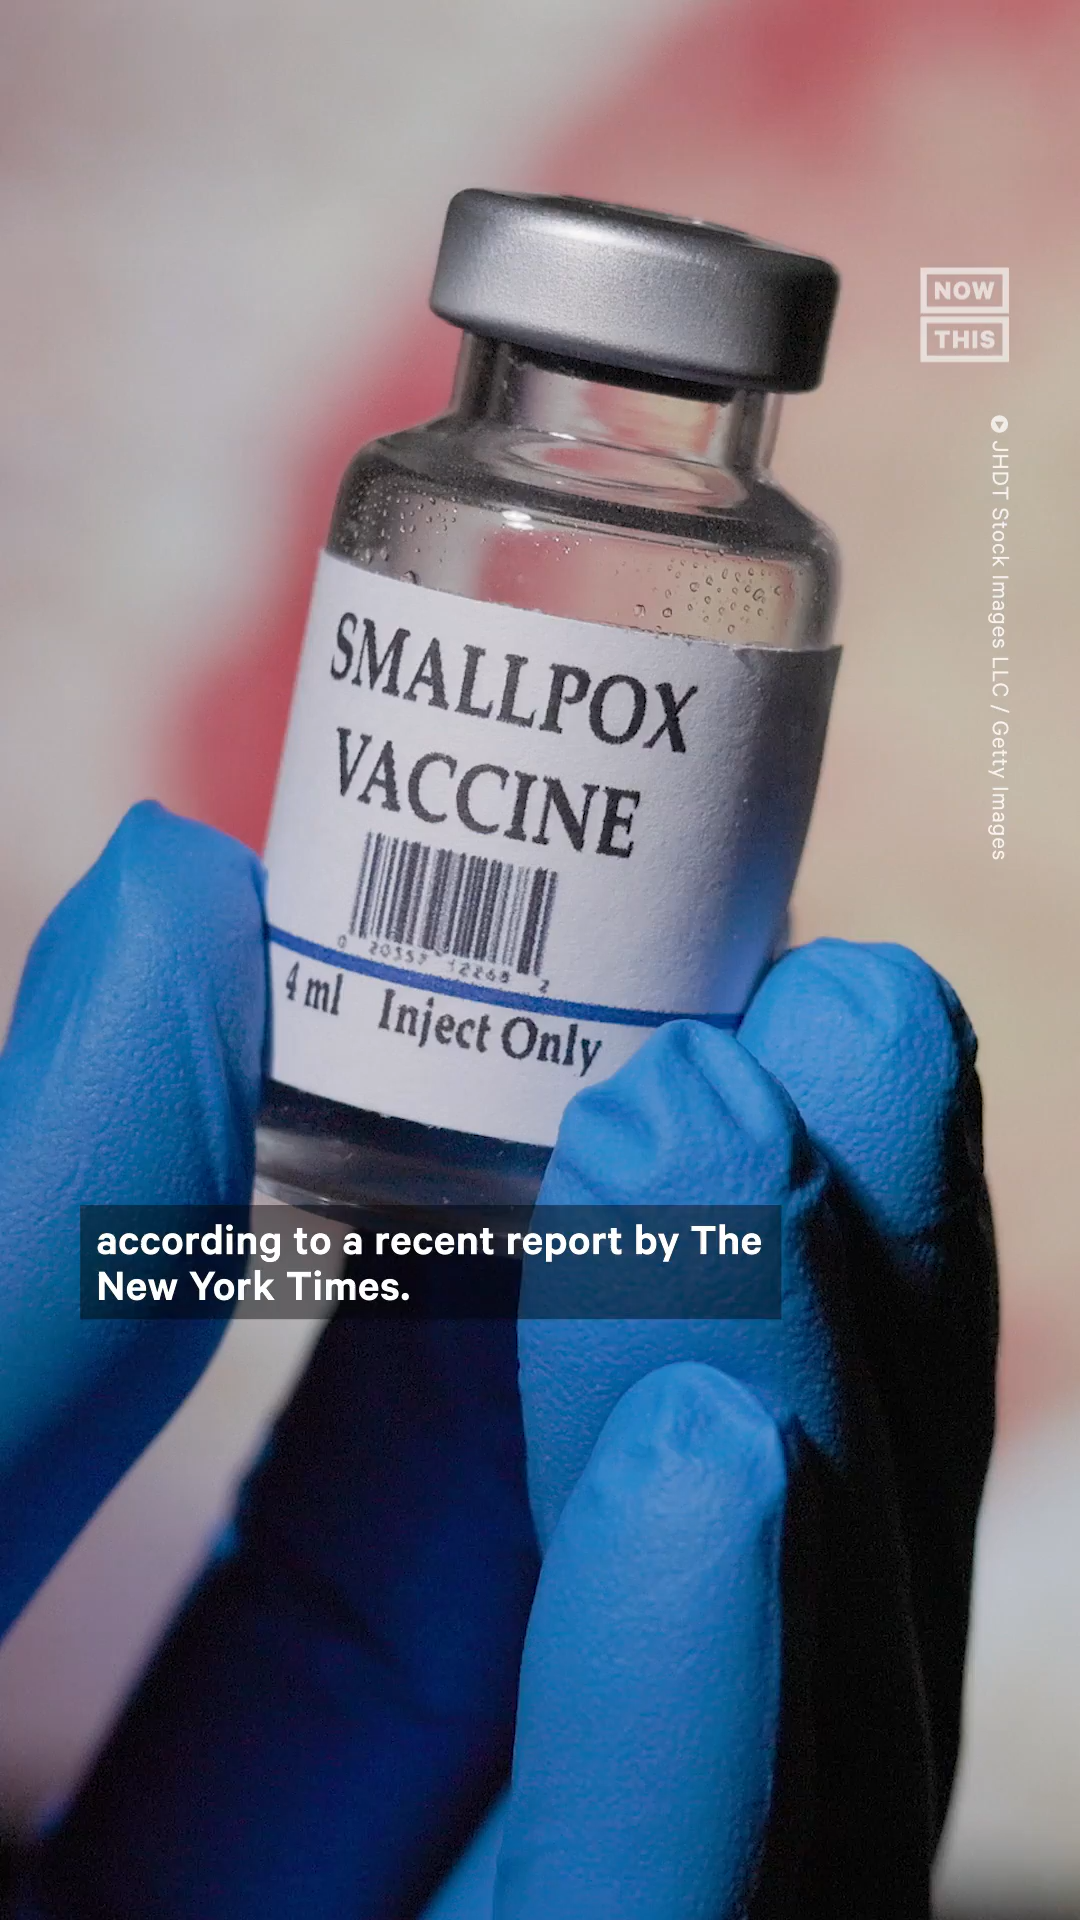 NOW
THIS
JHDT Stock Images LLC / Getty Images
SMALLPOX
VACCINE
4 ml Inject Only
according to a recent report by The
New York Times.